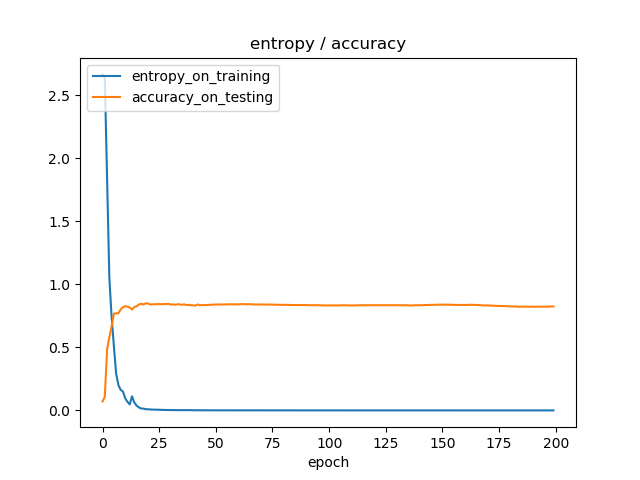 entropy / accuracy
entropy_on_training
accuracy_on_testing
2.5
2.0
1.5
1.0
0.5
0.0
0 25 50 75 100 125 150 175 200
epoch